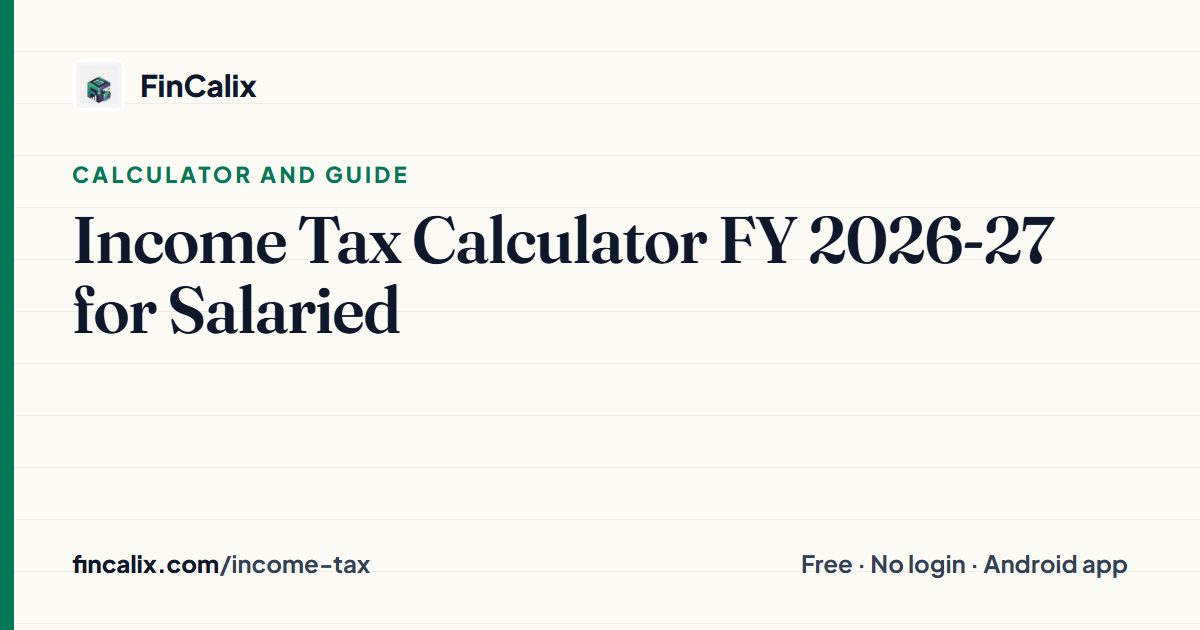 FinCalix
CALCULATOR AND GUIDE
Income Tax Calculator FY 2026-27
for Salaried
fincalix.com/income-tax
Free · No login · Android app